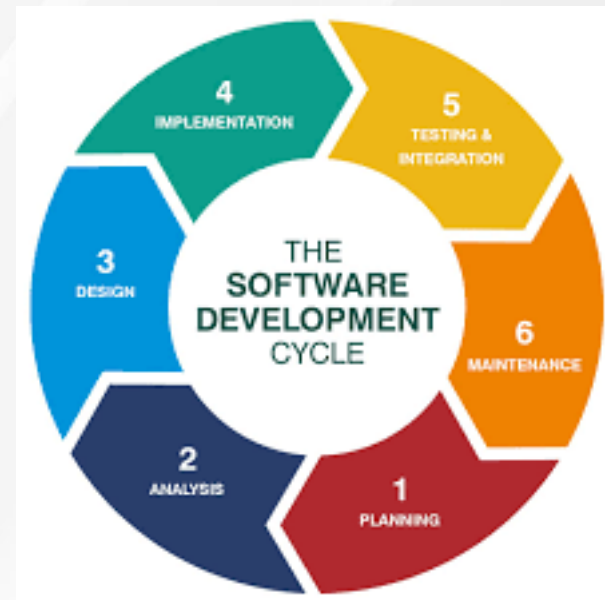 THE
SOFTWARE
DEVELOPMENT
CYCLE
1
PLANNING
2
ANALYSIS
3
DESIGN
4
IMPLEMENTATION
5
TESTING &
INTEGRATION
6
MAINTENANCE